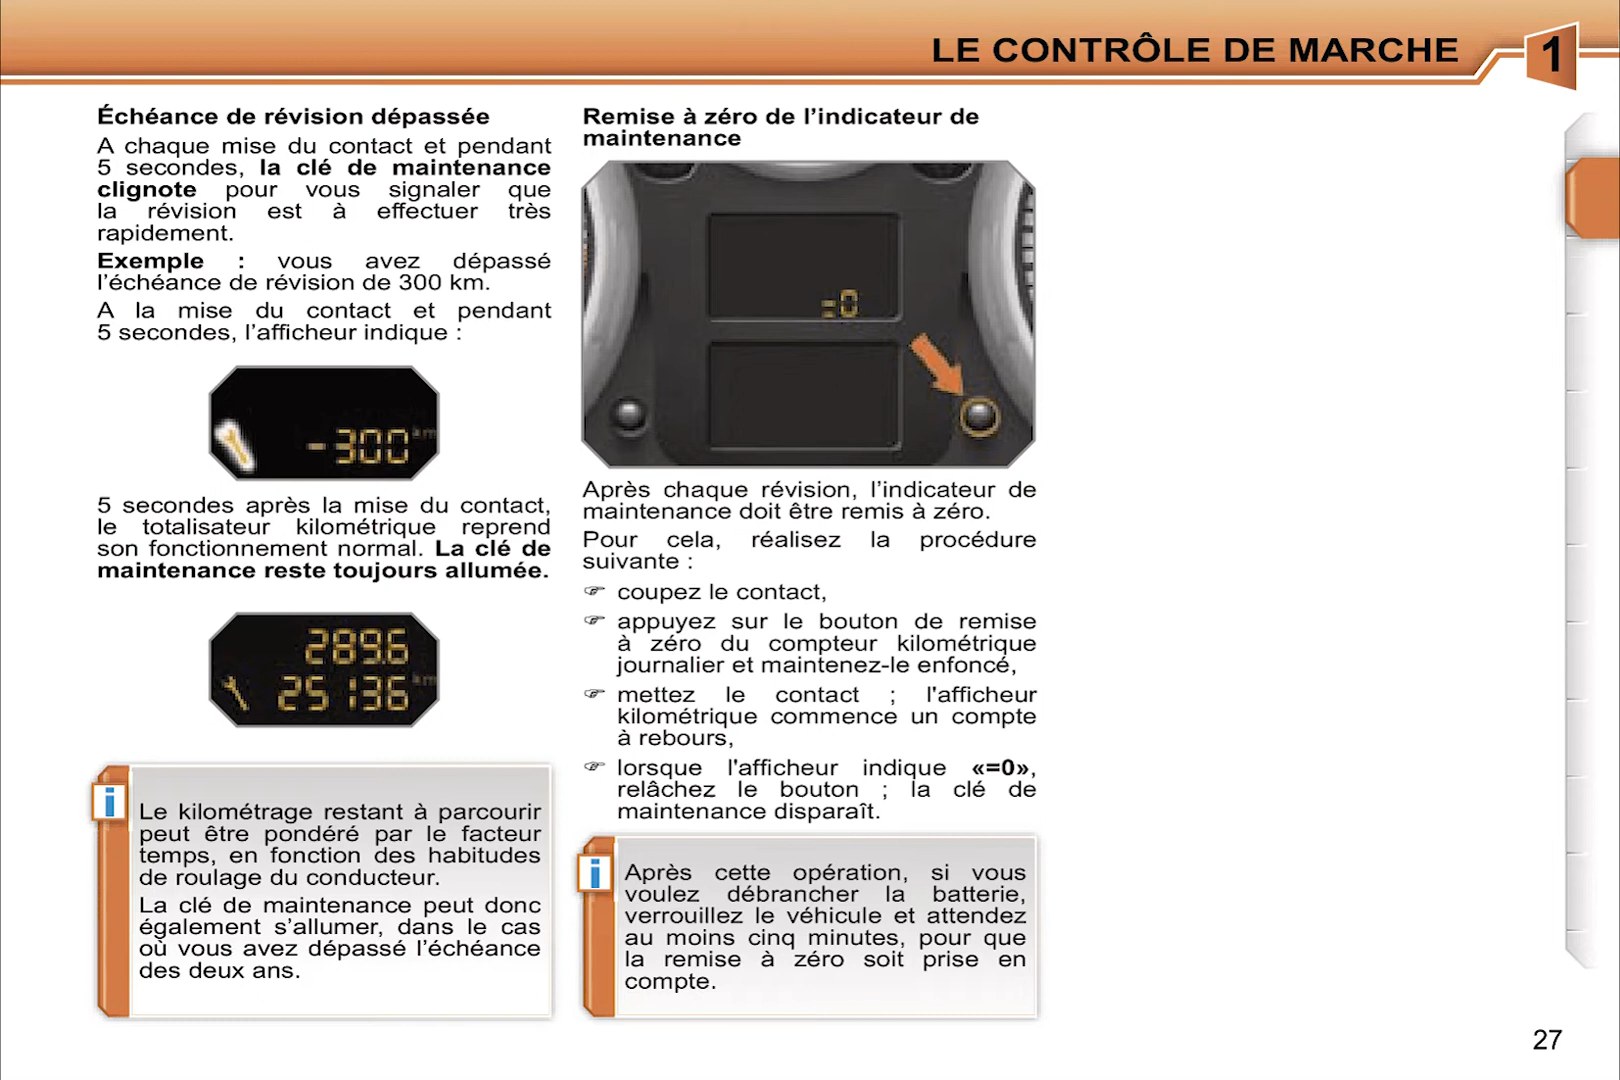 LE CONTRÔLE DE MARCHE
1
Échéance de révision dépassée
A chaque mise du contact et pendant
5 secondes, la clé de maintenance
clignote pour vous signaler que
la révision est à effectuer très
rapidement.
Exemple : vous avez dépassé
l’échéance de révision de 300 km.
A la mise du contact et pendant
5 secondes, l’afficheur indique :
-300 km
5 secondes après la mise du contact,
le totalisateur kilométrique reprend
son fonctionnement normal. La clé de
maintenance reste toujours allumée.
289.6
25136 km
i
Le kilométrage restant à parcourir
peut être pondéré par le facteur
temps, en fonction des habitudes
de roulage du conducteur.
La clé de maintenance peut donc
également s’allumer, dans le cas
où vous avez dépassé l’échéance
des deux ans.
Remise à zéro de l’indicateur de
maintenance
=0
Après chaque révision, l’indicateur de
maintenance doit être remis à zéro.
Pour cela, réalisez la procédure
suivante :
☞ coupez le contact,
☞ appuyez sur le bouton de remise
à zéro du compteur kilométrique
journalier et maintenez-le enfoncé,
☞ mettez le contact ; l'afficheur
kilométrique commence un compte
à rebours,
☞ lorsque l'afficheur indique «=0»,
relâchez le bouton ; la clé de
maintenance disparaît.
i
Après cette opération, si vous
voulez débrancher la batterie,
verrouillez le véhicule et attendez
au moins cinq minutes, pour que
la remise à zéro soit prise en
compte.
27